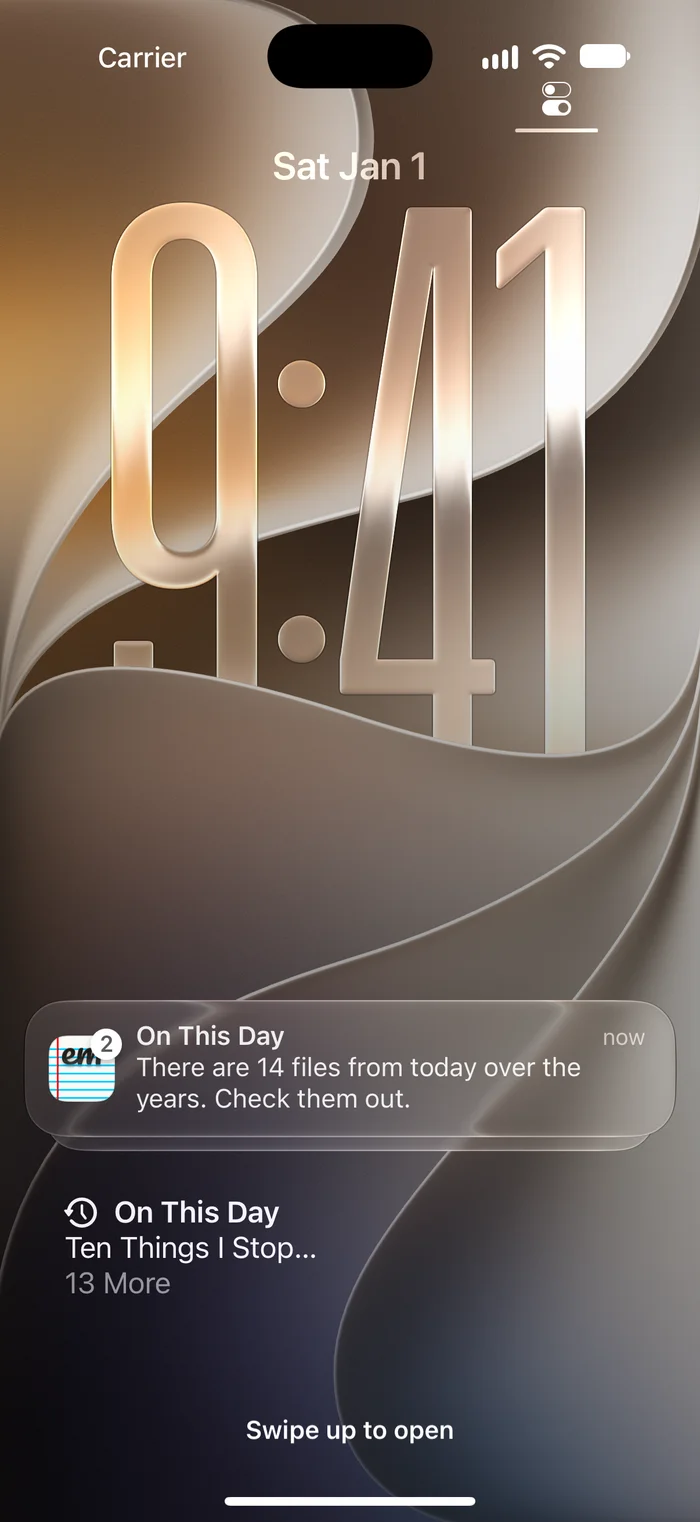 Carrier
Sat Jan 1
9:41
em
2
On This Day
now
There are 14 files from today over the
years. Check them out.
On This Day
Ten Things I Stop...
13 More
Swipe up to open